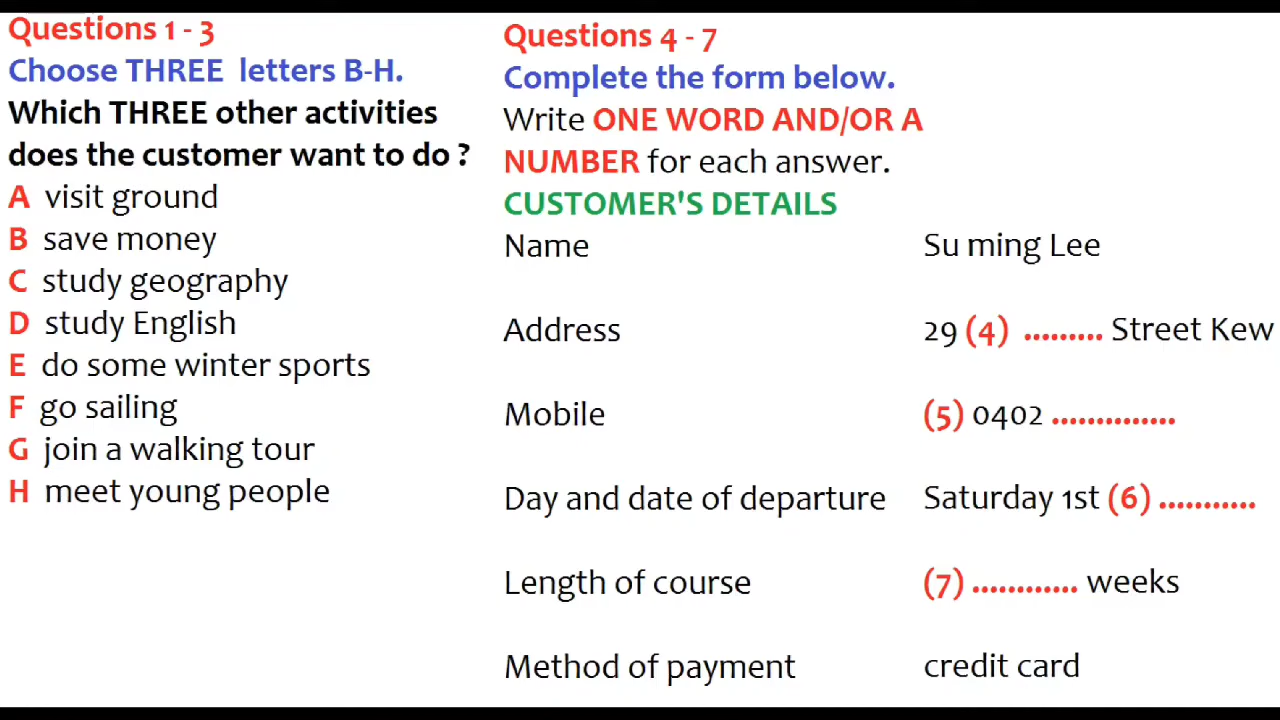 Questions 1 - 3
Choose THREE letters B-H.
Which THREE other activities
does the customer want to do ?
A visit ground
B save money
C study geography
D study English
E do some winter sports
F go sailing
G join a walking tour
H meet young people
Questions 4 - 7
Complete the form below.
Write ONE WORD AND/OR A
NUMBER for each answer.
CUSTOMER'S DETAILS
Name Su ming Lee
Address 29 (4) ......... Street Kew
Mobile (5) 0402 ..............
Day and date of departure Saturday 1st (6) ...........
Length of course (7) ............ weeks
Method of payment credit card